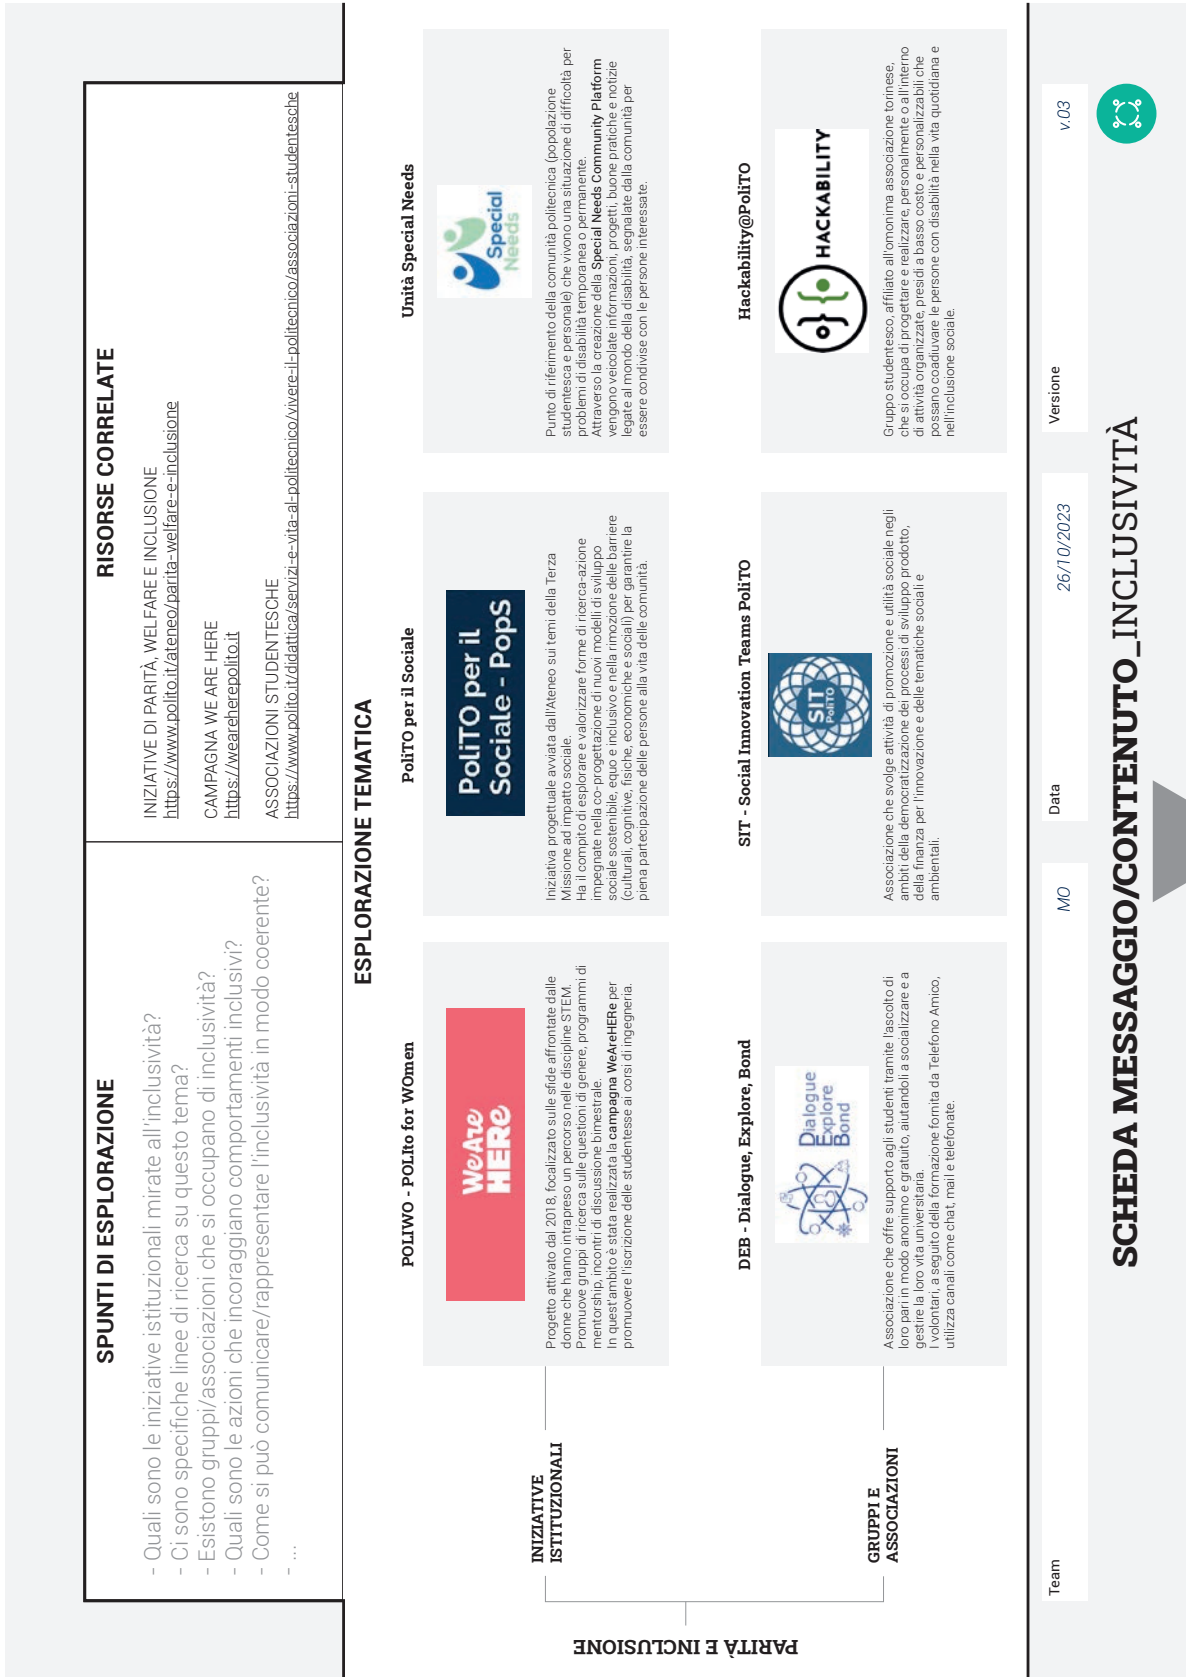 SPUNTI DI ESPLORAZIONE
- Quali sono le iniziative istituzionali mirate all'inclusività?
- Ci sono specifiche linee di ricerca su questo tema?
- Esistono gruppi/associazioni che si occupano di inclusività?
- Quali sono le azioni che incoraggiano comportamenti inclusivi?
- Come si può comunicare/rappresentare l'inclusività in modo coerente?
- ...
RISORSE CORRELATE
INIZIATIVE DI PARITÀ, WELFARE E INCLUSIONE
https://www.polito.it/ateneo/parita-welfare-e-inclusione
CAMPAGNA WE ARE HERE
https://weareherepolito.it
ASSOCIAZIONI STUDENTESCHE
https://www.polito.it/didattica/servizi-e-vita-al-politecnico/vivere-il-politecnico/associazioni-studentesche
ESPLORAZIONE TEMATICA
PARITÀ E INCLUSIONE
INIZIATIVE
ISTITUZIONALI
POLIWO - POLIto for WOmen
WeAre
HERe
Progetto attivato dal 2018, focalizzato sulle sfide affrontate dalle
donne che hanno intrapreso un percorso nelle discipline STEM.
Promuove gruppi di ricerca sulle questioni di genere, programmi di
mentorship, incontri di discussione bimestrale.
In quest'ambito è stata realizzata la campagna WeAreHERe per
promuovere l'iscrizione delle studentesse ai corsi di ingegneria.
PoliTO per il Sociale
PoliTO per il
Sociale - PopS
Iniziativa progettuale avviata dall'Ateneo sui temi della Terza
Missione ad impatto sociale.
Ha il compito di esplorare e valorizzare forme di ricerca-azione
impegnate nella co-progettazione di nuovi modelli di sviluppo
sociale sostenibile, equo e inclusivo e nella rimozione delle barriere
(culturali, cognitive, fisiche, economiche e sociali) per garantire la
piena partecipazione delle persone alla vita delle comunità.
Unità Special Needs
Special
Needs
Punto di riferimento della comunità politecnica (popolazione
studentesca e personale) che vivono una situazione di difficoltà per
problemi di disabilità temporanea o permanente.
Attraverso la creazione della Special Needs Community Platform
vengono veicolate informazioni, progetti, buone pratiche e notizie
legate al mondo della disabilità, segnalate dalla comunità per
essere condivise con le persone interessate.
GRUPPI E
ASSOCIAZIONI
DEB - Dialogue, Explore, Bond
Dialogue
Explore
Bond
Associazione che offre supporto agli studenti tramite l'ascolto di
loro pari in modo anonimo e gratuito, aiutandoli a socializzare e a
gestire la loro vita universitaria.
I volontari, a seguito della formazione fornita da Telefono Amico,
utilizza canali come chat, mail e telefonate.
SIT - Social Innovation Teams PoliTO
SIT
PoliTO
Associazione che svolge attività di promozione e utilità sociale negli
ambiti della democratizzazione dei processi di sviluppo prodotto,
della finanza per l'innovazione e delle tematiche sociali e
ambientali.
Hackability@PoliTO
HACKABILITY
Gruppo studentesco, affiliato all'omonima associazione torinese,
che si occupa di progettare e realizzare, personalmente o all'interno
di attività organizzate, presidi a basso costo e personalizzabili che
possano coadiuvare le persone con disabilità nella vita quotidiana e
nell'inclusione sociale.
Team MO
Data 26/10/2023
Versione v.03
SCHEDA MESSAGGIO/CONTENUTO_INCLUSIVITÀ